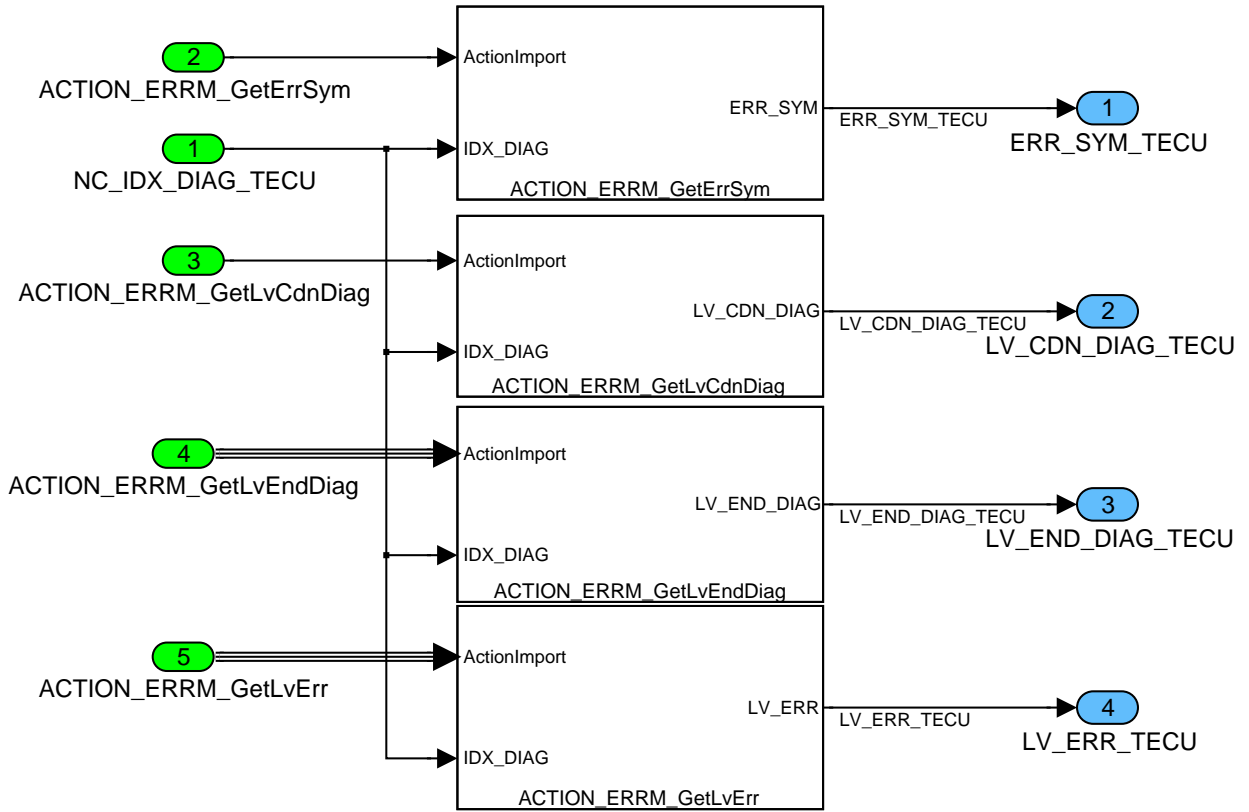 2
ACTION_ERRM_GetErrSym
1
NC_IDX_DIAG_TECU
ActionImport
IDX_DIAG
ERR_SYM
ACTION_ERRM_GetErrSym
ERR_SYM_TECU
1
ERR_SYM_TECU
3
ACTION_ERRM_GetLvCdnDiag
ActionImport
IDX_DIAG
LV_CDN_DIAG
ACTION_ERRM_GetLvCdnDiag
LV_CDN_DIAG_TECU
2
LV_CDN_DIAG_TECU
4
ACTION_ERRM_GetLvEndDiag
ActionImport
IDX_DIAG
LV_END_DIAG
ACTION_ERRM_GetLvEndDiag
LV_END_DIAG_TECU
3
LV_END_DIAG_TECU
5
ACTION_ERRM_GetLvErr
ActionImport
IDX_DIAG
LV_ERR
ACTION_ERRM_GetLvErr
LV_ERR_TECU
4
LV_ERR_TECU